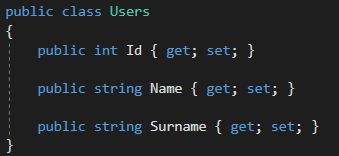 public class Users
{
public int Id { get; set; }
public string Name { get; set; }
public string Surname { get; set; }
}